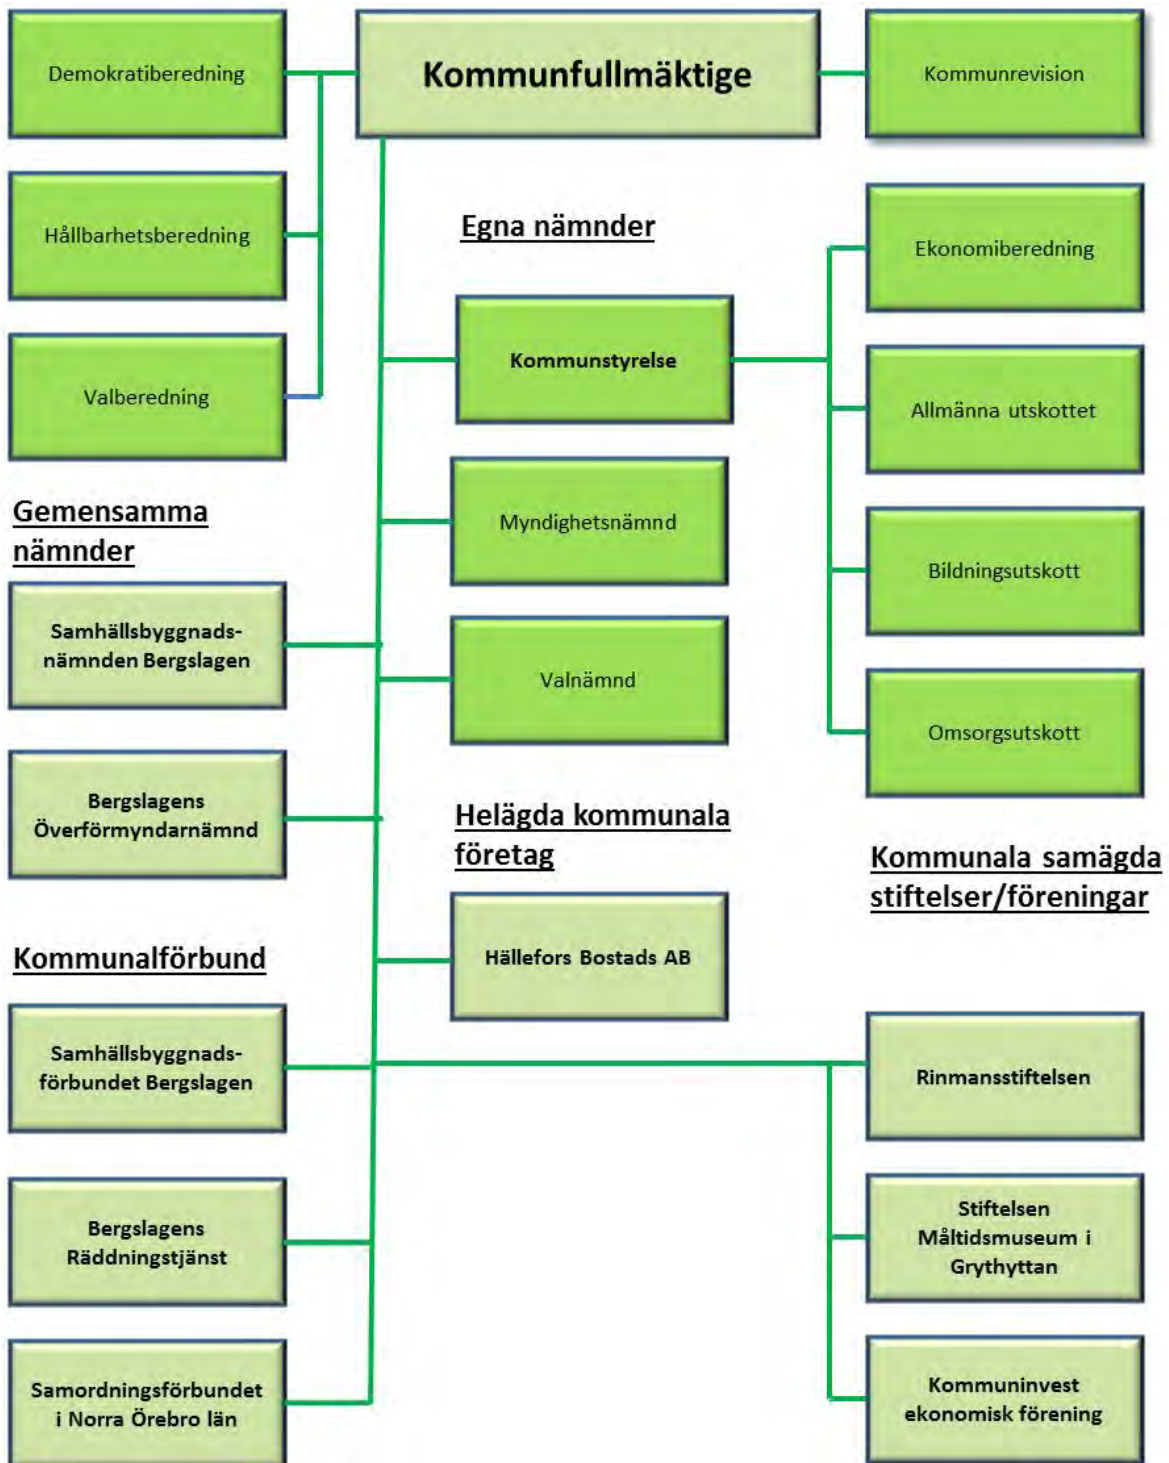 Demokratiberedning
Kommunfullmäktige
Kommunrevision
Hållbarhetsberedning
Valberedning
Egna nämnder
Kommunstyrelse
Myndighetsnämnd
Valnämnd
Ekonomiberedning
Allmänna utskottet
Bildningsutskott
Omsorgsutskott
Gemensamma
nämnder
Samhällsbyggnads-
nämnden Bergslagen
Bergslagens
Överförmyndarnämnd
Helägda kommunala
företag
Hällefors Bostads AB
Kommunalförbund
Samhällsbyggnads-
förbundet Bergslagen
Bergslagens
Räddningstjänst
Samordningsförbundet
i Norra Örebro län
Kommunala samägda
stiftelser/föreningar
Rinmansstiftelsen
Stiftelsen
Måltidsmuseum i
Grythyttan
Kommuninvest
ekonomisk förening